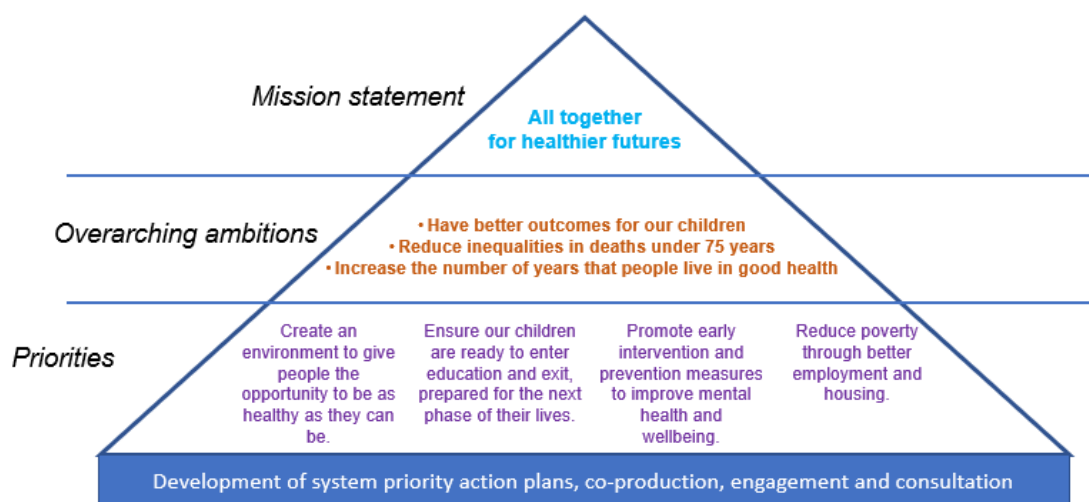 Mission statement
All together
for healthier futures
Overarching ambitions
• Have better outcomes for our children
• Reduce inequalities in deaths under 75 years
• Increase the number of years that people live in good health
Priorities
Create an
environment to give
people the
opportunity to be as
healthy as they can
be.
Ensure our children
are ready to enter
education and exit,
prepared for the next
phase of their lives.
Promote early
intervention and
prevention measures
to improve mental
health and
wellbeing.
Reduce poverty
through better
employment and
housing.
Development of system priority action plans, co-production, engagement and consultation